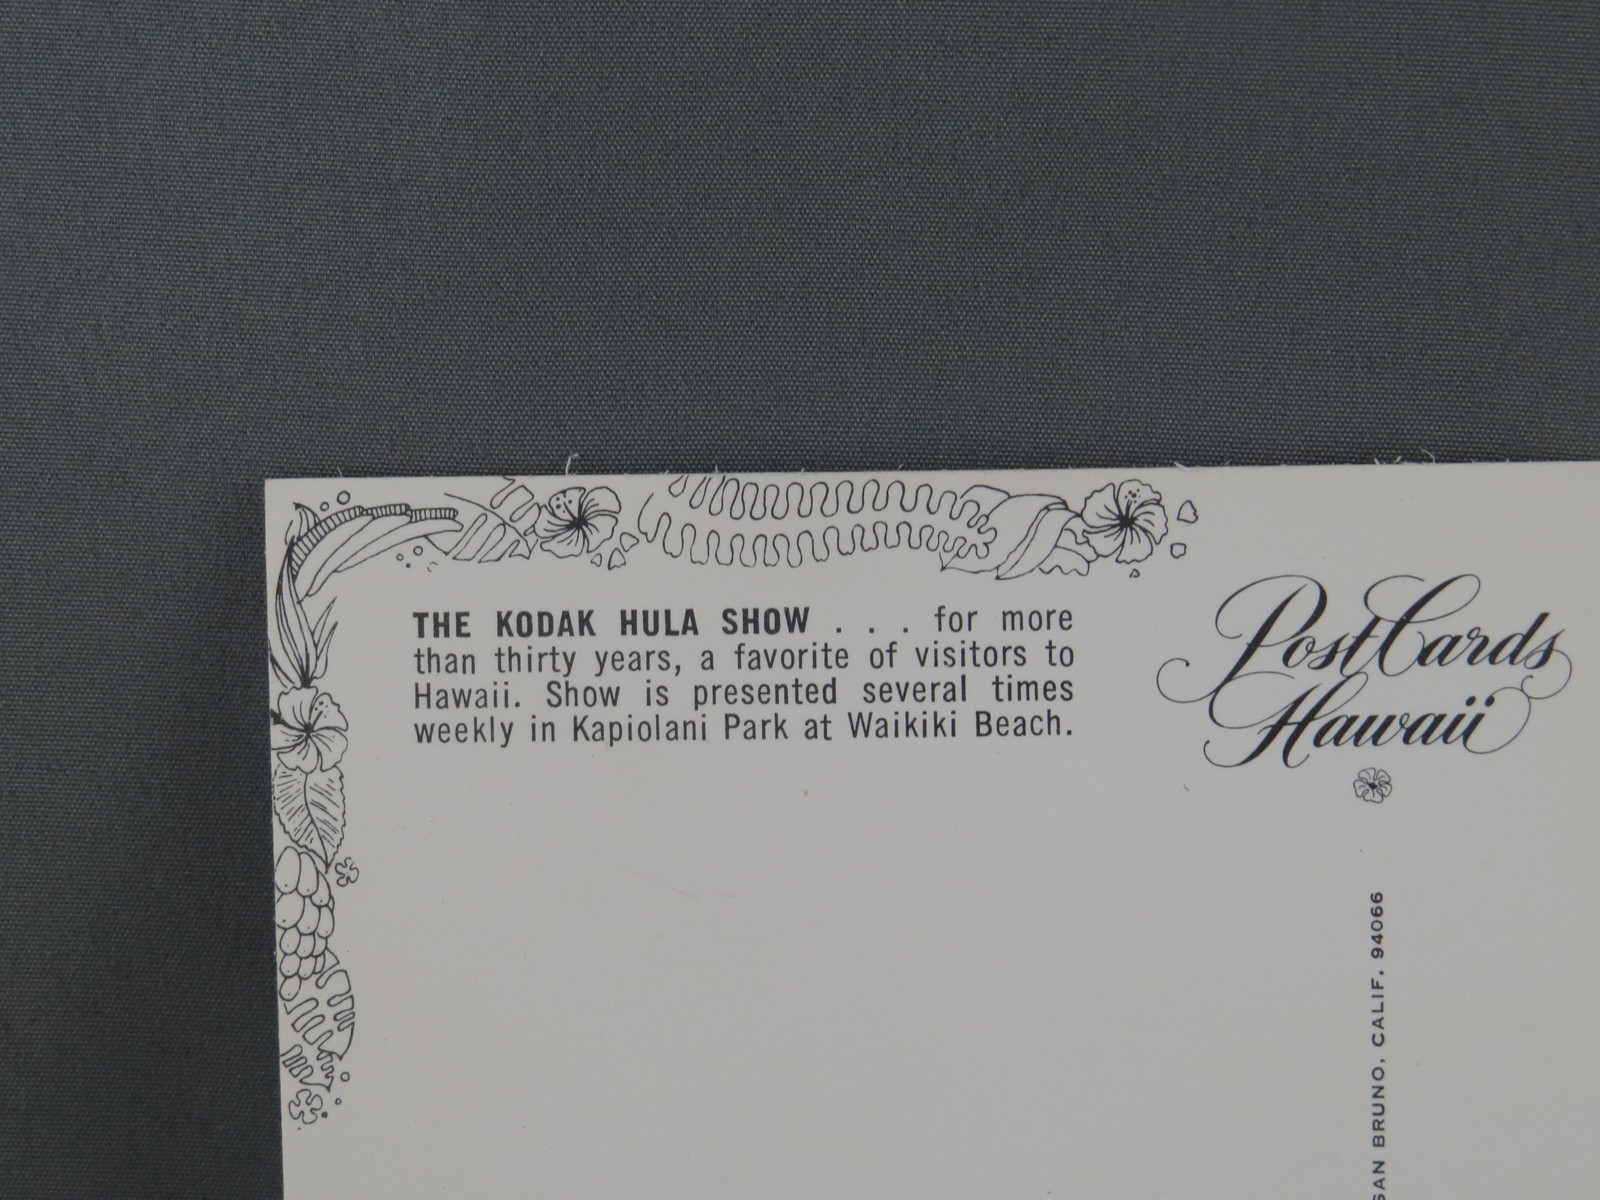 THE KODAK HULA SHOW . . . for more
than thirty years, a favorite of visitors to
Hawaii. Show is presented several times
weekly in Kapiolani Park at Waikiki Beach.
PostCards
Hawaii
SAN BRUNO, CALIF. 94066